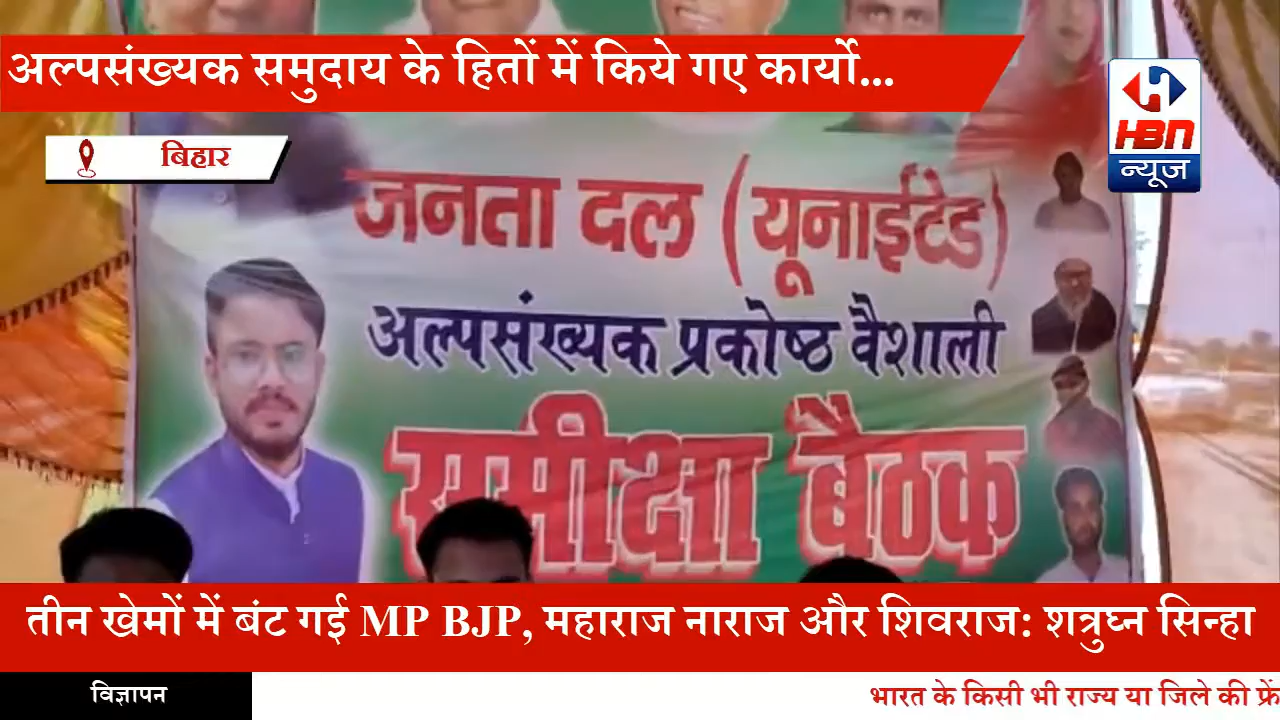 अल्पसंख्यक समुदाय के हितों में किये गए कार्यो...
HBN
न्यूज
बिहार
जनता दल (यूनाईटेड)
अल्पसंख्यक प्रकोष्ठ वैशाली
समीक्षा बैठक
तीन खेमों में बंट गई MP BJP, महाराज नाराज और शिवराज: शत्रुघ्न सिन्हा
विज्ञापन
भारत के किसी भी राज्य या जिले की फ्रें